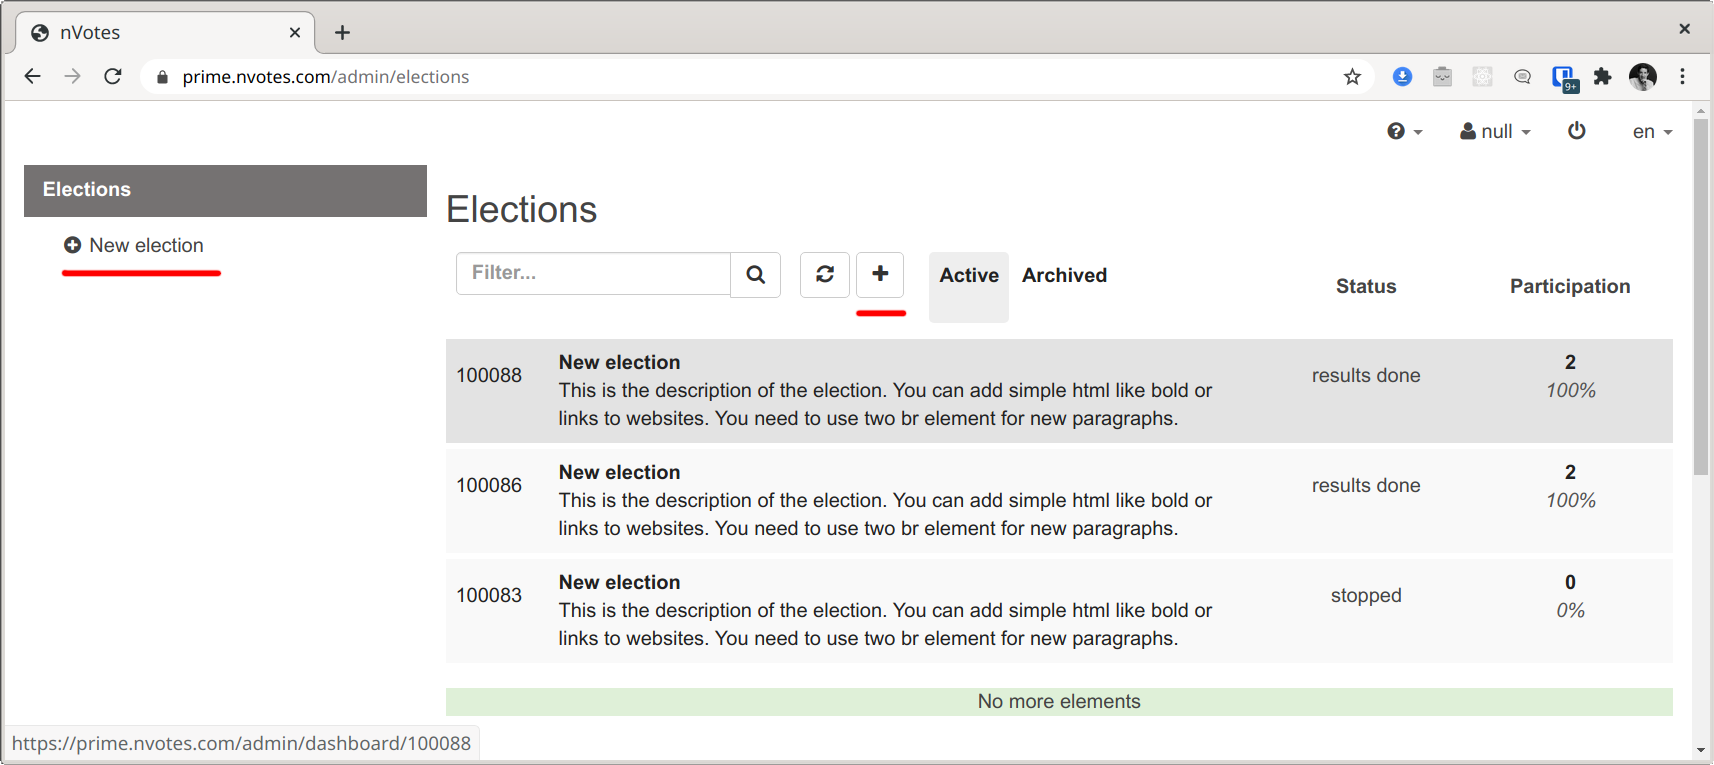 nVotes
prime.nvotes.com/admin/elections
9+
null
en
Elections
New election
Elections
Filter...
Active Archived Status Participation
100088 New election results done 2
This is the description of the election. You can add simple html like bold or 100%
links to websites. You need to use two br element for new paragraphs.
100086 New election results done 2
This is the description of the election. You can add simple html like bold or 100%
links to websites. You need to use two br element for new paragraphs.
100083 New election stopped 0
This is the description of the election. You can add simple html like bold or 0%
links to websites. You need to use two br element for new paragraphs.
No more elements
https://prime.nvotes.com/admin/dashboard/100088